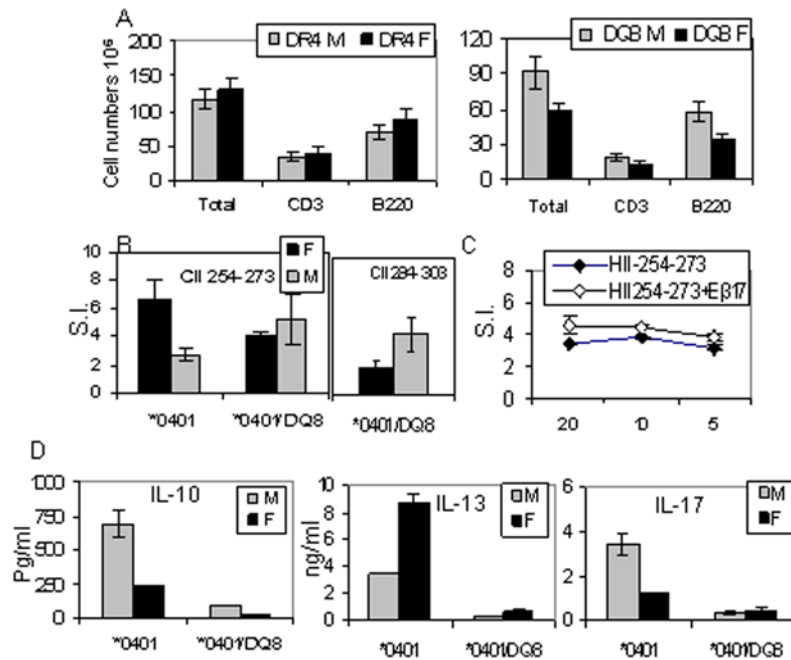 A
Cell numbers 10⁶
200
150
100
50
0
DR4 M DR4 F
Total CD3 B220
120
90
60
30
0
DQ8 M DQ8 F
Total CD3 B220
B
S.I.
10
8
6
4
2
0
CII 254-273
F
M
*0401 *0401/DQ8
CII 284-303
*0401/DQ8
C
S.I.
8
6
4
2
0
HII-254-273
HII254-273+Eβ17
20 10 5
D
Pg/ml
1000
750
500
250
0
IL-10
M
F
*0401 *0401/DQ8
ng/ml
10
8
6
4
2
0
IL-13
M
F
*0401 *0401/DQ8
6
4
2
0
IL-17
M
F
*0401 *0401/DQ8